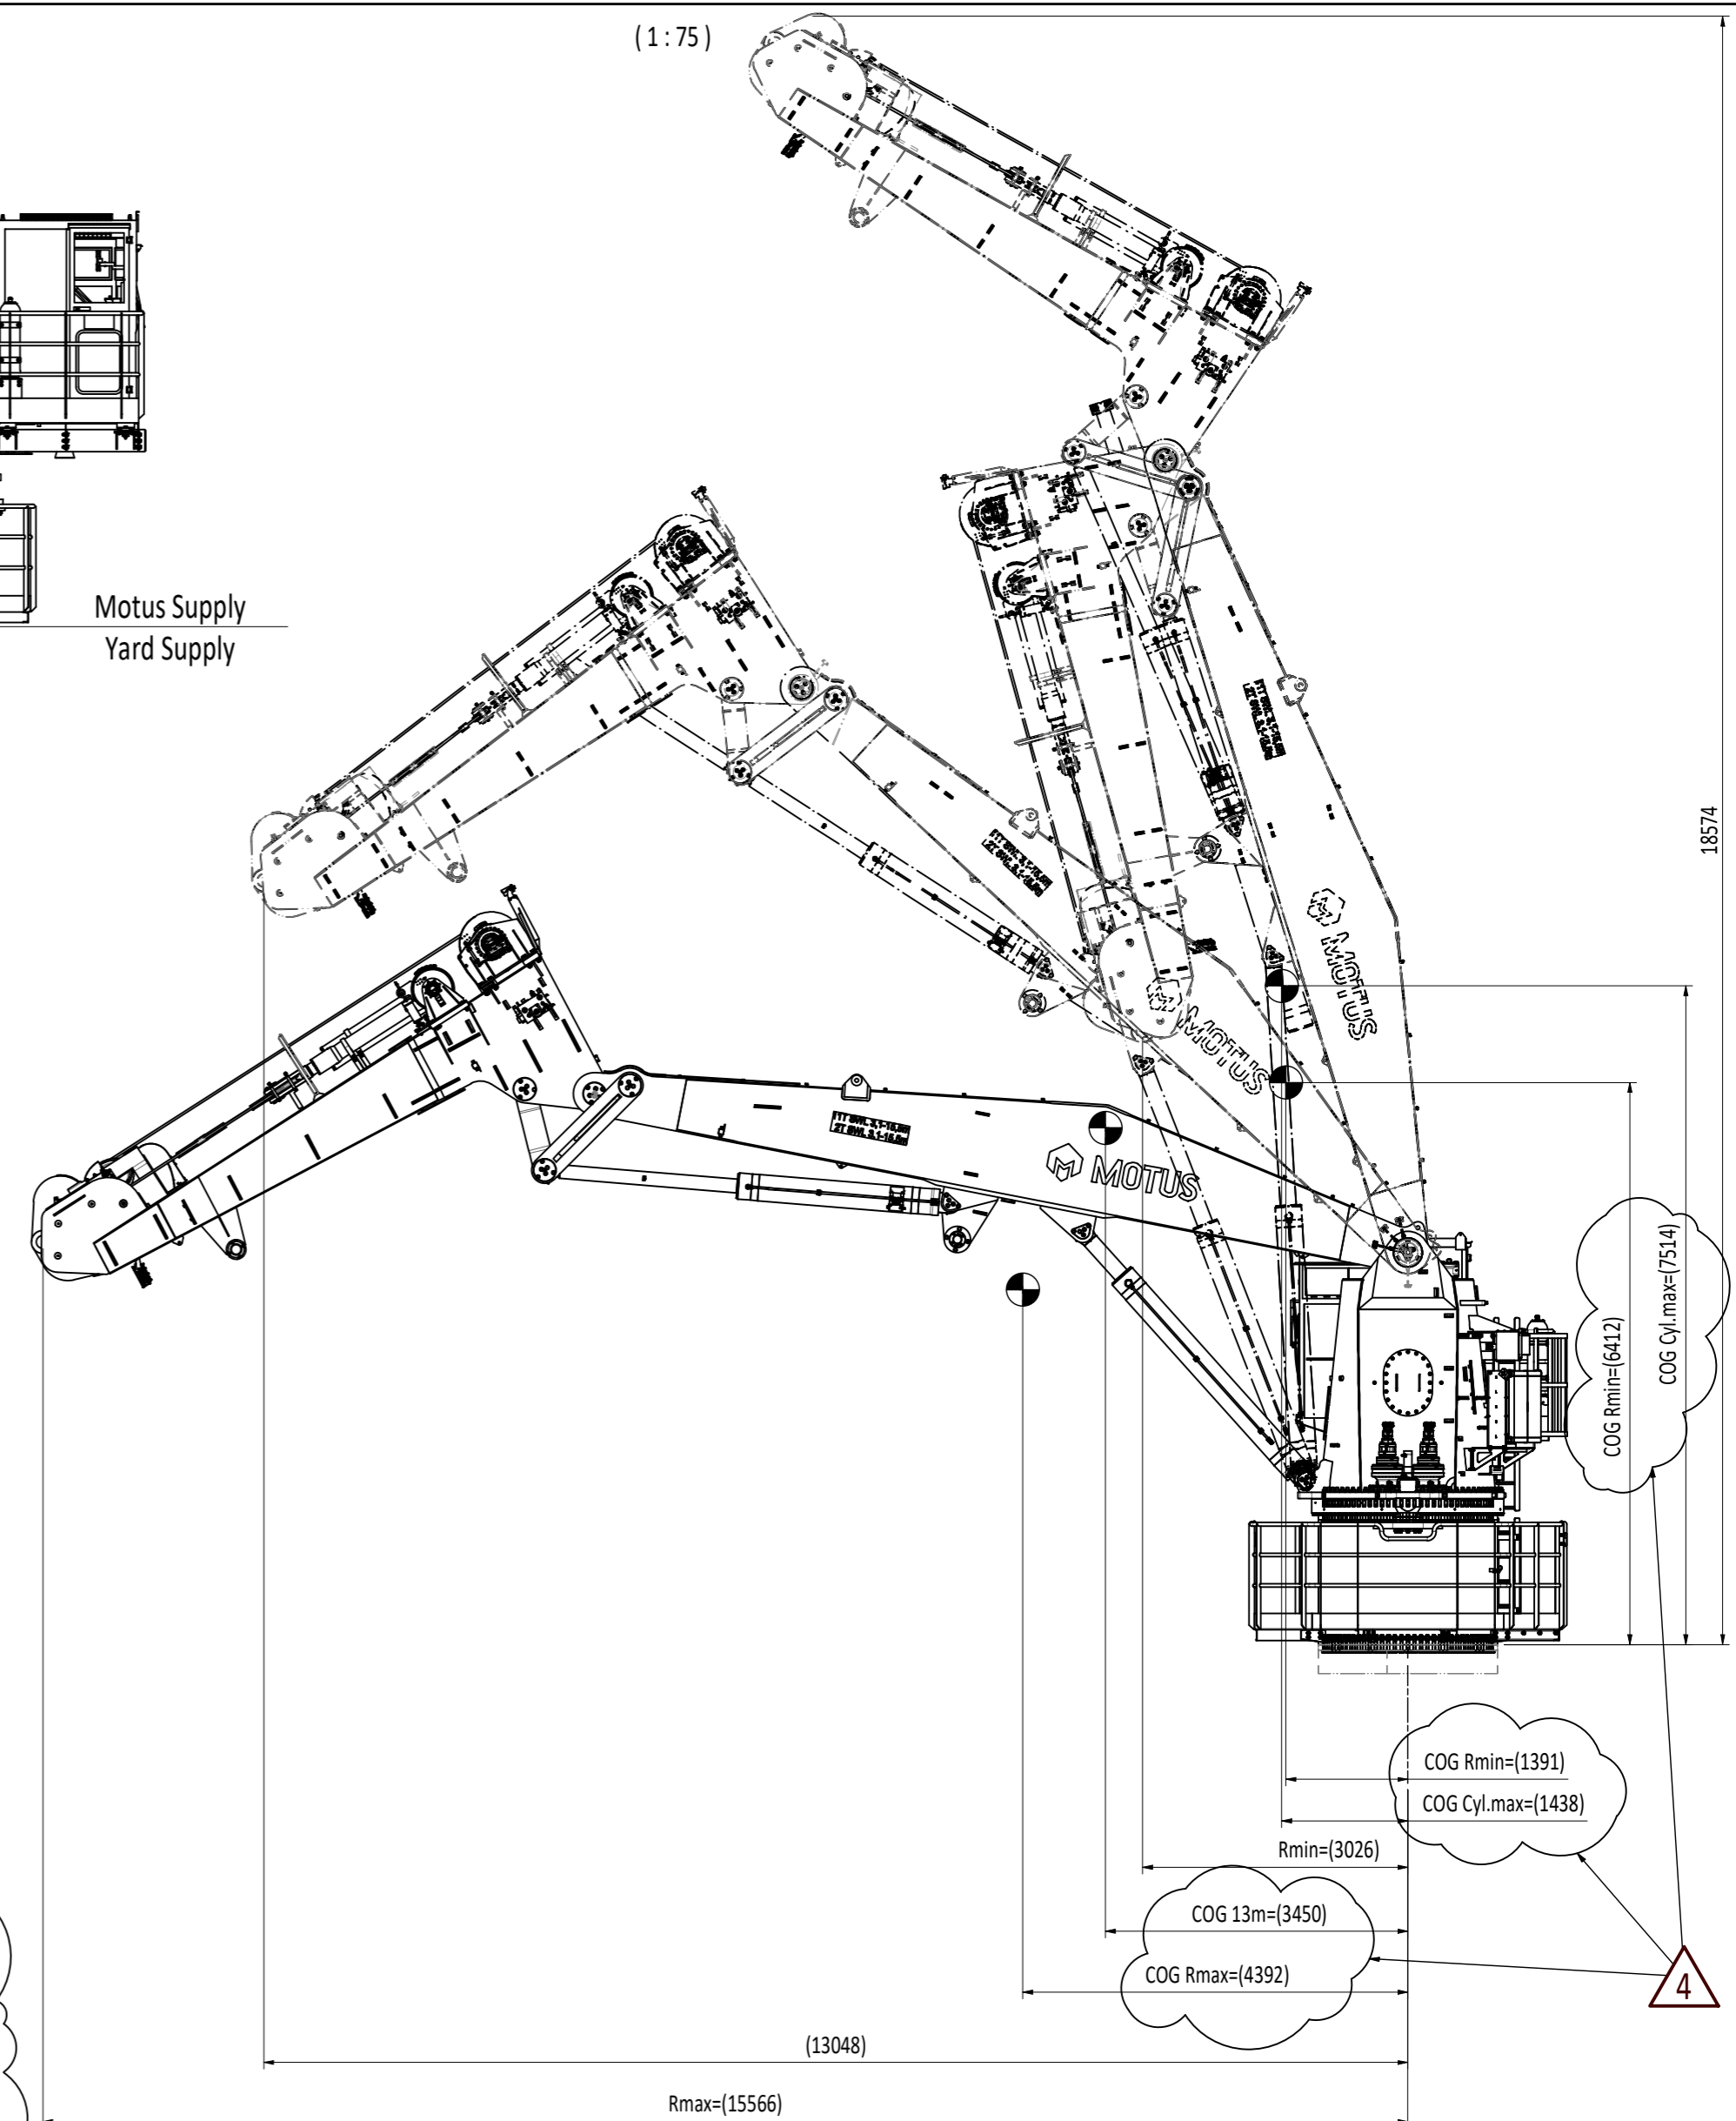 ( 1 : 75 )
Motus Supply
Yard Supply
18574
MOTUS
MOTUS
MOTUS
COG Rmin=(6412)
COG Cyl.max=(7514)
COG Rmin=(1391)
COG Cyl.max=(1438)
Rmin=(3026)
COG 13m=(3450)
COG Rmax=(4392)
4
(13048)
Rmax=(15566)